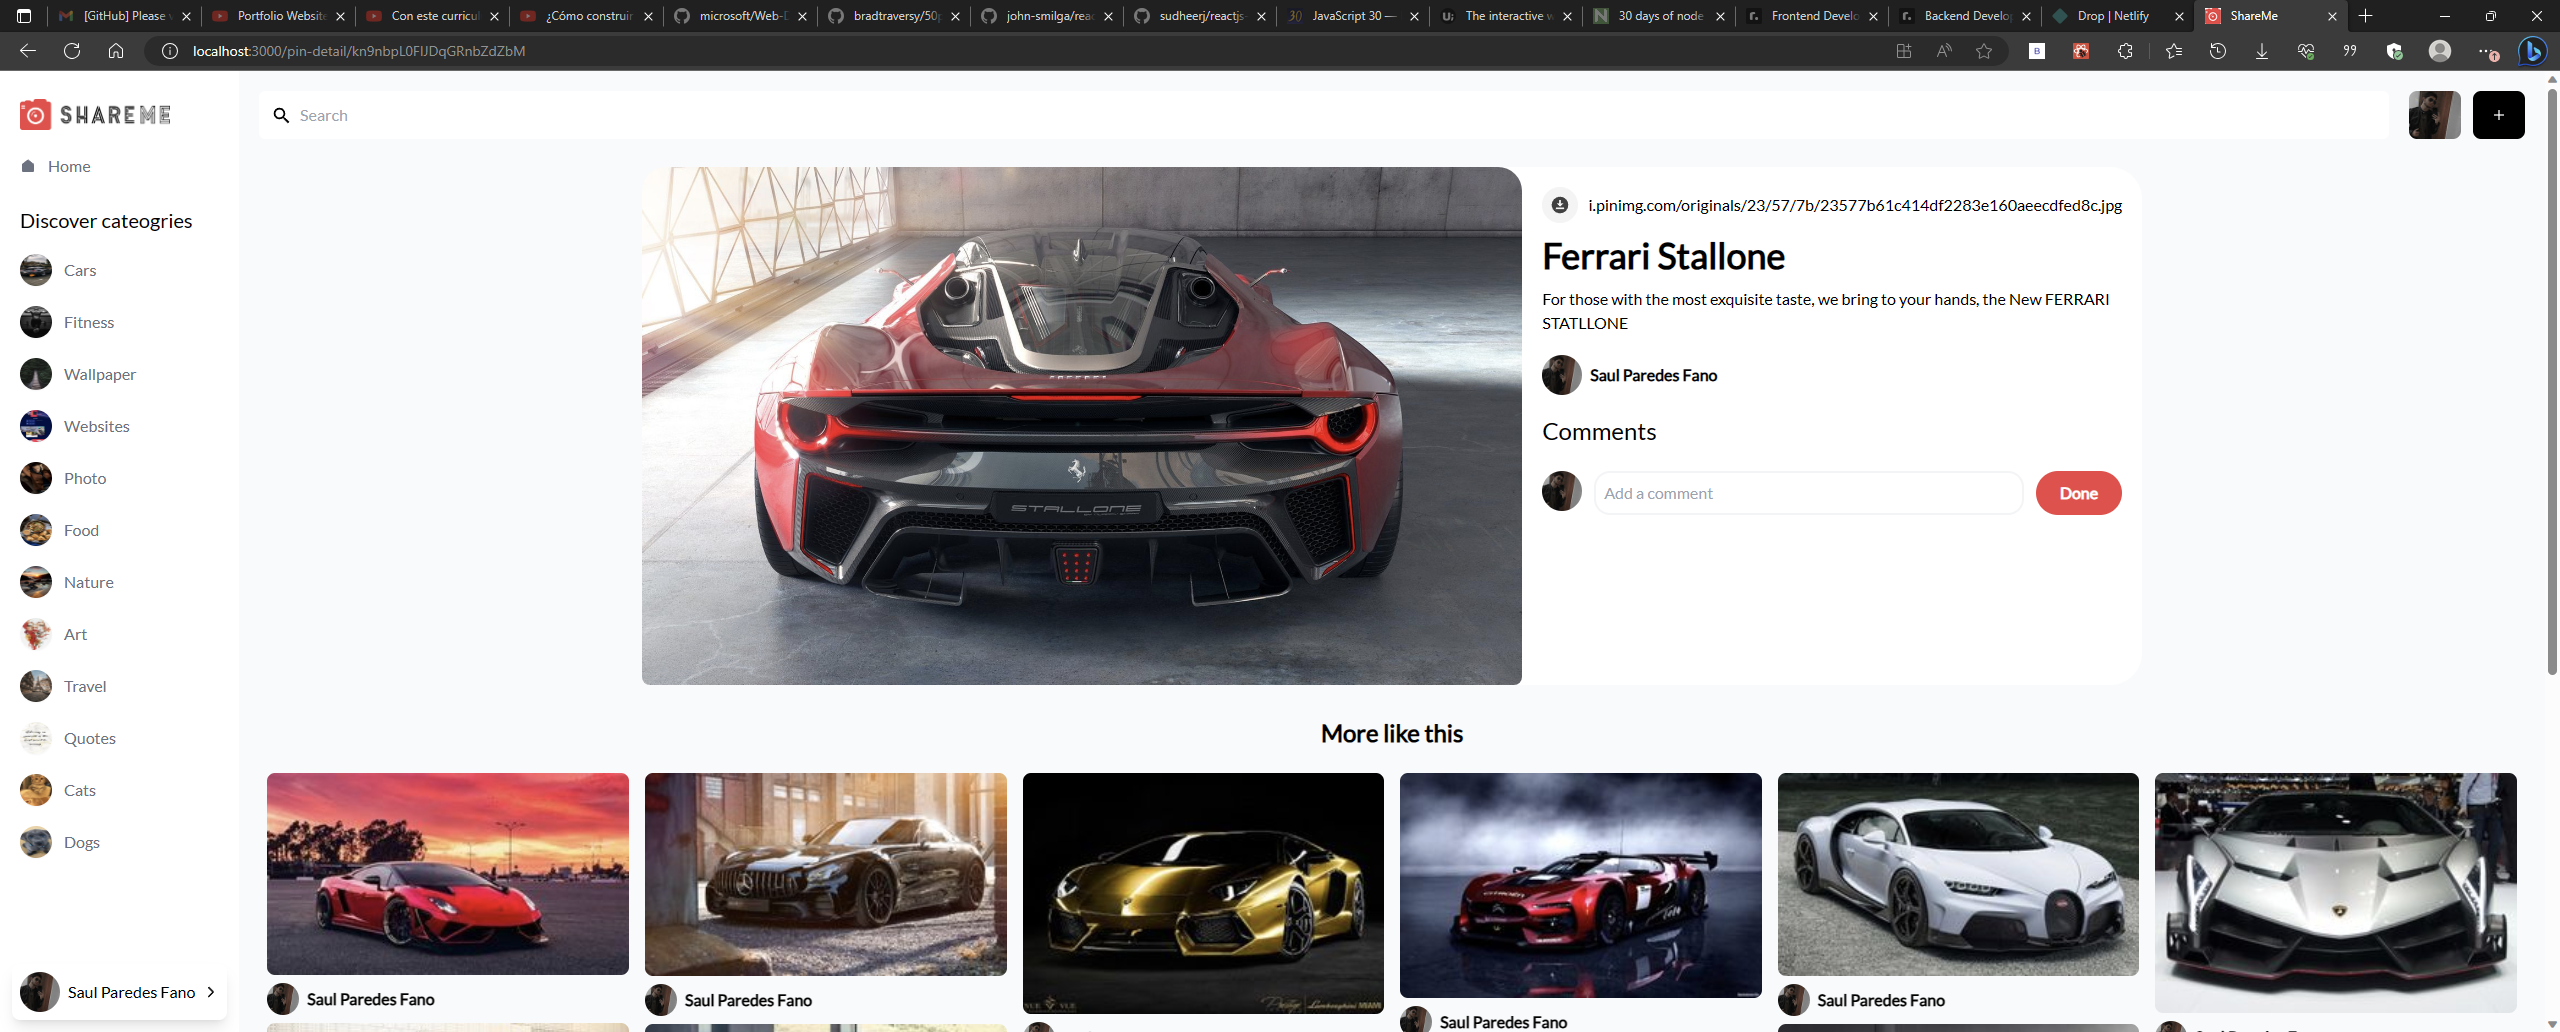 [GitHub] Please v
Portfolio Website
Con este curricul
¿Cómo construir
microsoft/Web-D
bradtraversy/50p
john-smilga/reac
sudheerj/reactjs-
30 JavaScript 30 —
The interactive w
30 days of node
Frontend Develo
Backend Develop
Drop | Netlify
ShareMe
localhost:3000/pin-detail/kn9nbpL0FIJDqGRnbZdZbM
SHAREME
Search
+
Home
Discover cateogries
Cars
Fitness
Wallpaper
Websites
Photo
Food
Nature
Art
Travel
Quotes
Cats
Dogs
Saul Paredes Fano
STALLONE
i.pinimg.com/originals/23/57/7b/23577b61c414df2283e160aeecdfed8c.jpg
Ferrari Stallone
For those with the most exquisite taste, we bring to your hands, the New FERRARI
STATLLONE
Saul Paredes Fano
Comments
Add a comment
Done
More like this
CITROËN
Saul Paredes Fano
Saul Paredes Fano
Saul Paredes Fano
Saul Paredes Fano